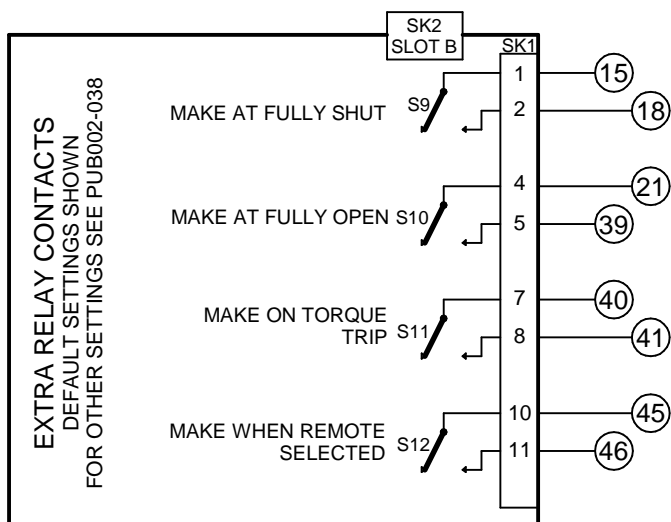 SK2
SLOT B
SK1
EXTRA RELAY CONTACTS
DEFAULT SETTINGS SHOWN
FOR OTHER SETTINGS SEE PUB002-038
MAKE AT FULLY SHUT
S9
1
15
2
18
MAKE AT FULLY OPEN
S10
4
21
5
39
MAKE ON TORQUE
TRIP
S11
7
40
8
41
MAKE WHEN REMOTE
SELECTED
S12
10
45
11
46